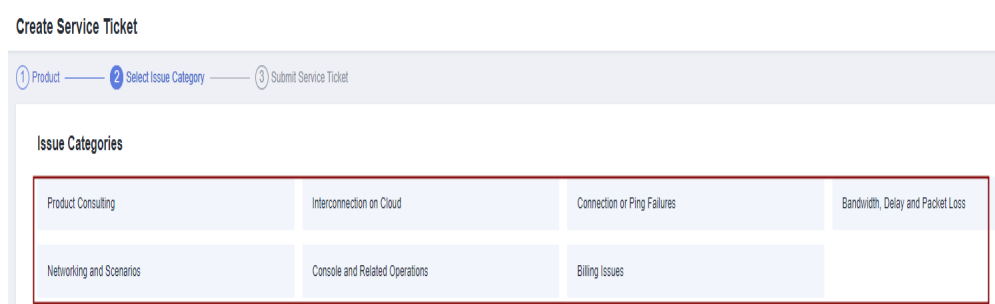 Create Service Ticket
1 Product 2 Select Issue Category 3 Submit Service Ticket
Issue Categories
Product Consulting Interconnection on Cloud Connection or Ping Failures Bandwidth, Delay and Packet Loss
Networking and Scenarios Console and Related Operations Billing Issues